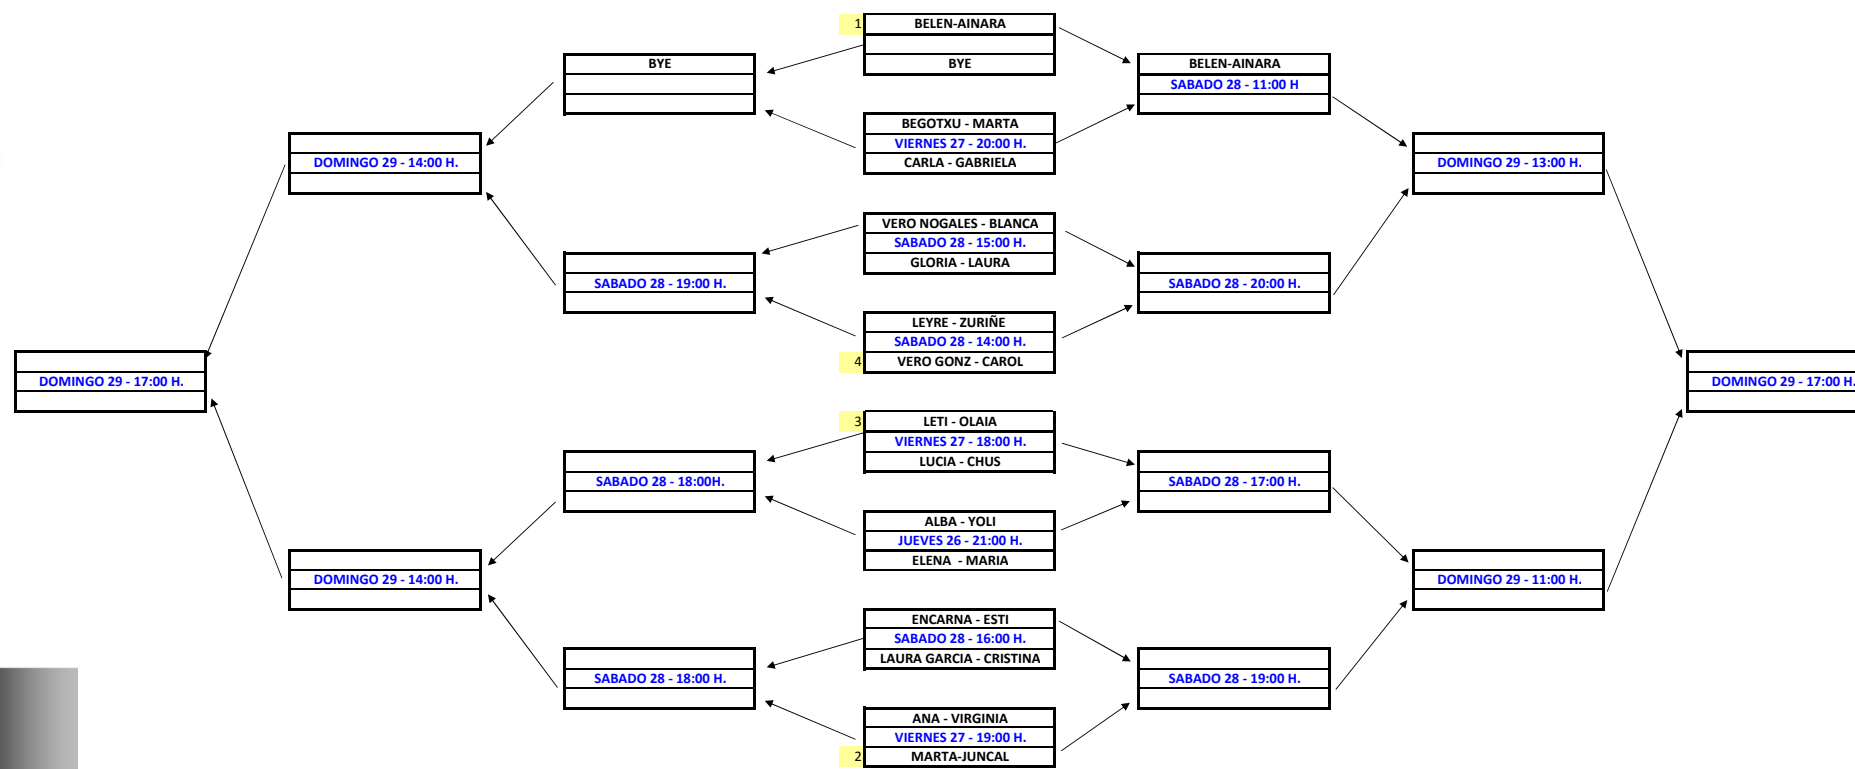 1 BELEN-AINARA
BYE
BYE
BELEN-AINARA
SABADO 28 - 11:00 H
BEGOTXU - MARTA
VIERNES 27 - 20:00 H.
CARLA - GABRIELA
DOMINGO 29 - 14:00 H.
DOMINGO 29 - 13:00 H.
VERO NOGALES - BLANCA
SABADO 28 - 15:00 H.
GLORIA - LAURA
SABADO 28 - 19:00 H.
SABADO 28 - 20:00 H.
LEYRE - ZURIÑE
SABADO 28 - 14:00 H.
4 VERO GONZ - CAROL
DOMINGO 29 - 17:00 H.
DOMINGO 29 - 17:00 H.
3 LETI - OLAIA
VIERNES 27 - 18:00 H.
LUCIA - CHUS
SABADO 28 - 18:00H.
SABADO 28 - 17:00 H.
ALBA - YOLI
JUEVES 26 - 21:00 H.
ELENA - MARIA
DOMINGO 29 - 14:00 H.
DOMINGO 29 - 11:00 H.
ENCARNA - ESTI
SABADO 28 - 16:00 H.
LAURA GARCIA - CRISTINA
SABADO 28 - 18:00 H.
SABADO 28 - 19:00 H.
ANA - VIRGINIA
VIERNES 27 - 19:00 H.
2 MARTA-JUNCAL